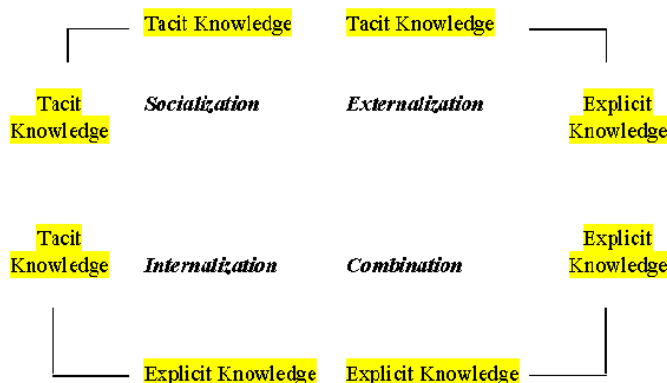 Tacit Knowledge Tacit Knowledge
Tacit Socialization Externalization Explicit
Knowledge Knowledge
Tacit Explicit
Knowledge Internalization Combination Knowledge
Explicit Knowledge Explicit Knowledge